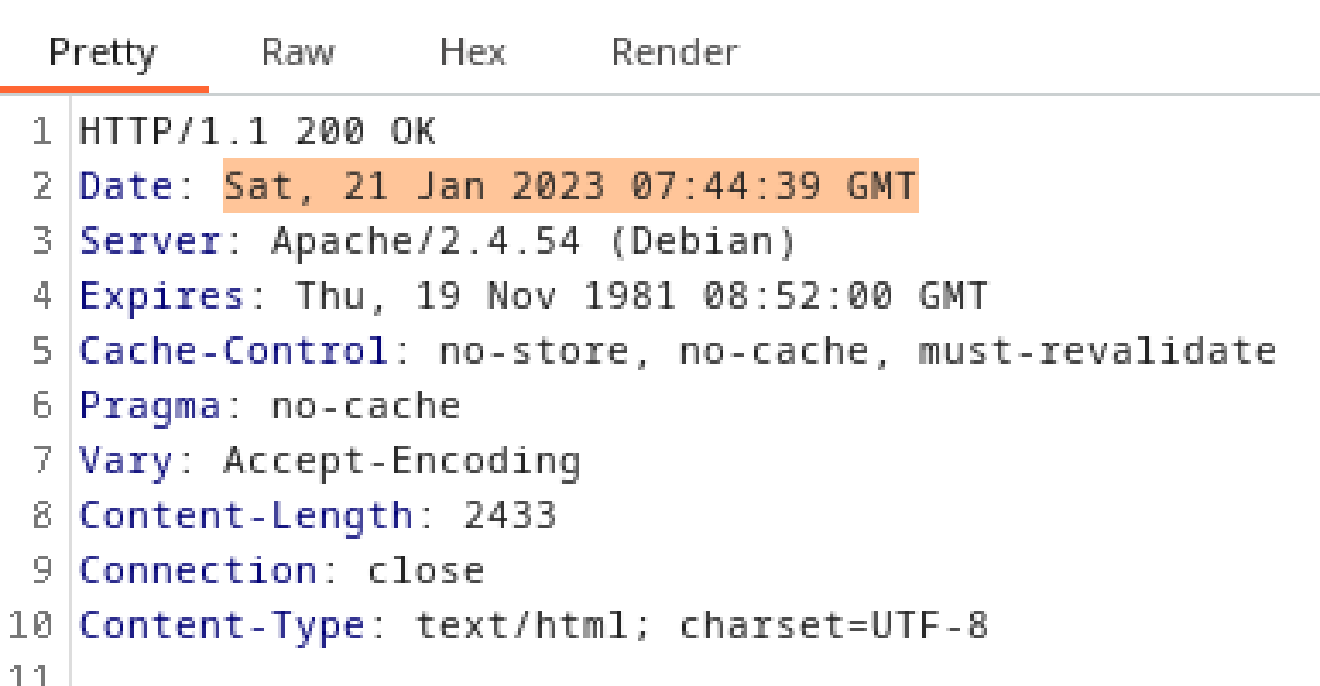 Pretty Raw Hex Render
1 HTTP/1.1 200 OK
2 Date: Sat, 21 Jan 2023 07:44:39 GMT
3 Server: Apache/2.4.54 (Debian)
4 Expires: Thu, 19 Nov 1981 08:52:00 GMT
5 Cache-Control: no-store, no-cache, must-revalidate
6 Pragma: no-cache
7 Vary: Accept-Encoding
8 Content-Length: 2433
9 Connection: close
10 Content-Type: text/html; charset=UTF-8
11